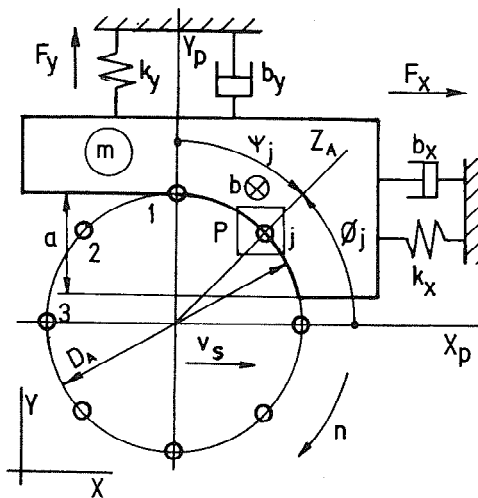 F_y
k_y
Y_p
b_y
F_x
m
Ψ_j
Z_A
b_x
b
1
P
j
Ø_j
a
2
k_x
3
D_A
v_s
X_p
Y
n
X